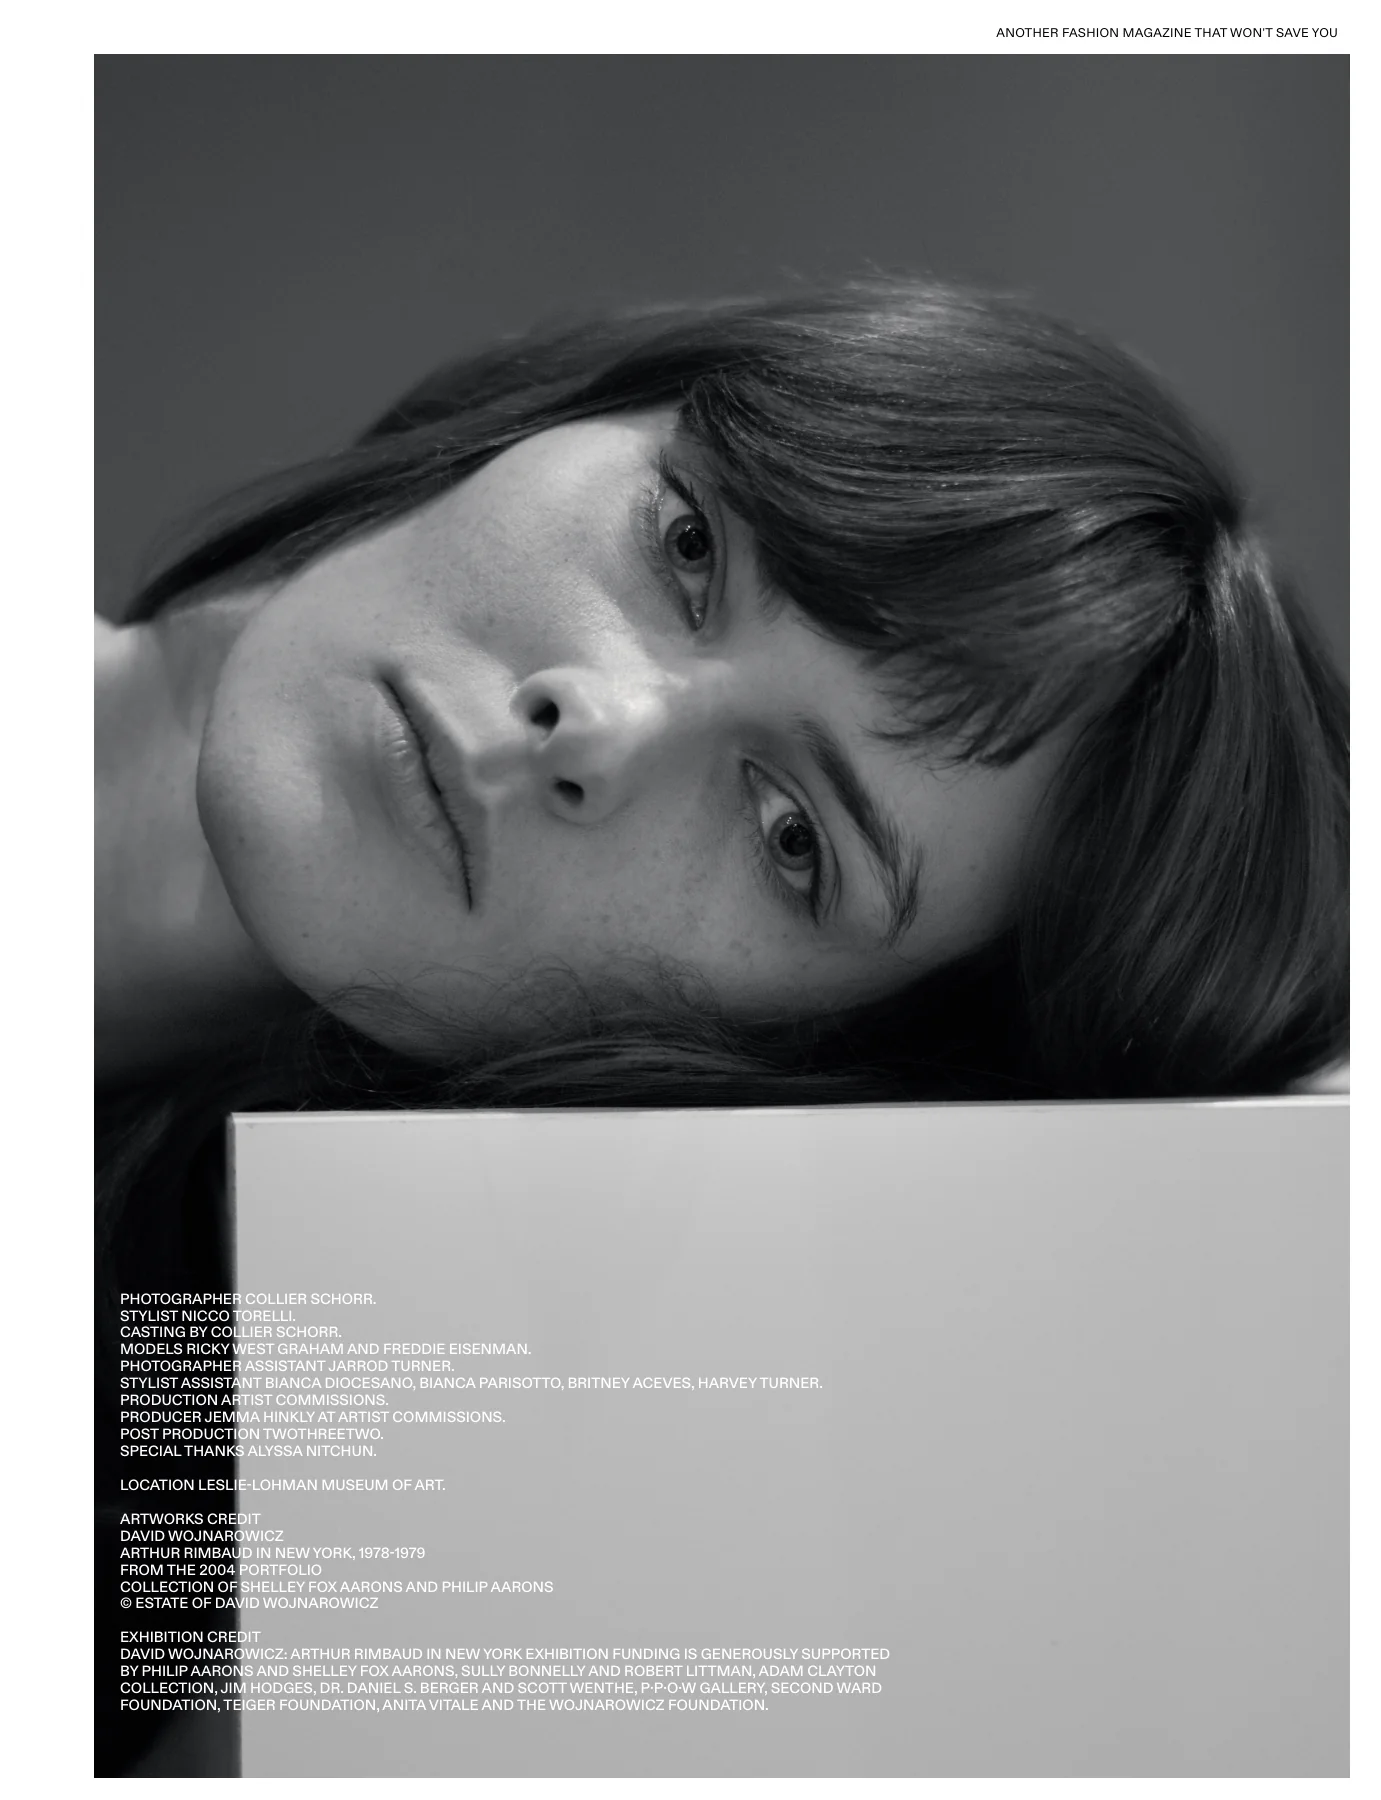 ANOTHER FASHION MAGAZINE THAT WON'T SAVE YOU
PHOTOGRAPHER COLLIER SCHORR.
STYLIST NICCO TORELLI.
CASTING BY COLLIER SCHORR.
MODELS RICKY WEST GRAHAM AND FREDDIE EISENMAN.
PHOTOGRAPHER ASSISTANT JARROD TURNER.
STYLIST ASSISTANT BIANCA DIOCESANO, BIANCA PARISOTTO, BRITNEY ACEVES, HARVEY TURNER.
PRODUCTION ARTIST COMMISSIONS.
PRODUCER JEMMA HINKLY AT ARTIST COMMISSIONS.
POST PRODUCTION TWOTHREETWO.
SPECIAL THANKS ALYSSA NITCHUN.
LOCATION LESLIE-LOHMAN MUSEUM OF ART.
ARTWORKS CREDIT
DAVID WOJNAROWICZ
ARTHUR RIMBAUD IN NEW YORK, 1978-1979
FROM THE 2004 PORTFOLIO
COLLECTION OF SHELLEY FOX AARONS AND PHILIP AARONS
© ESTATE OF DAVID WOJNAROWICZ
EXHIBITION CREDIT
DAVID WOJNAROWICZ: ARTHUR RIMBAUD IN NEW YORK EXHIBITION FUNDING IS GENEROUSLY SUPPORTED
BY PHILIP AARONS AND SHELLEY FOX AARONS, SULLY BONNELLY AND ROBERT LITTMAN, ADAM CLAYTON
COLLECTION, JIM HODGES, DR. DANIEL S. BERGER AND SCOTT WENTHE, P·P·O·W GALLERY, SECOND WARD
FOUNDATION, TEIGER FOUNDATION, ANITA VITALE AND THE WOJNAROWICZ FOUNDATION.